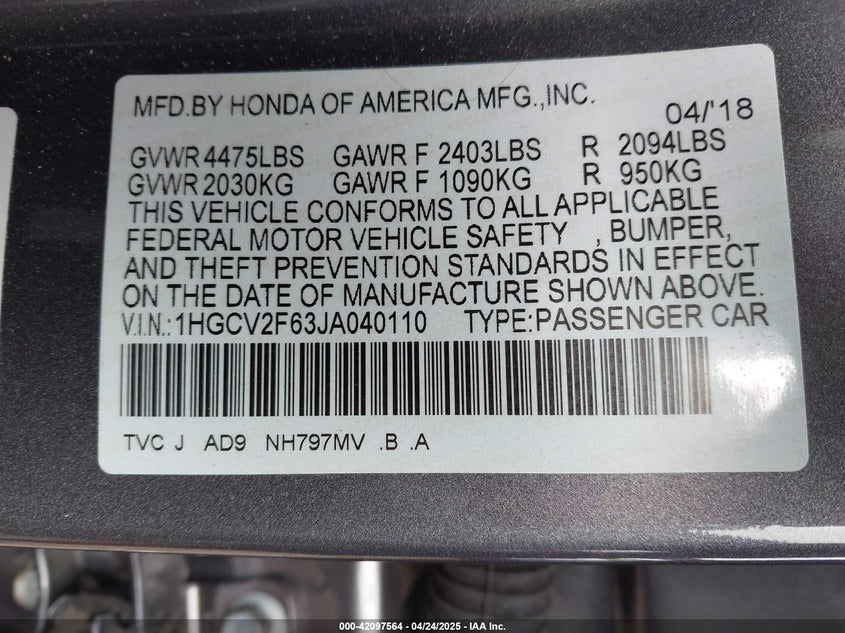 MFD.BY HONDA OF AMERICA MFG.,INC. 04/'18
GVWR 4475LBS GAWR F 2403LBS R 2094LBS
GVWR 2030KG GAWR F 1090KG R 950KG
THIS VEHICLE CONFORMS TO ALL APPLICABLE
FEDERAL MOTOR VEHICLE SAFETY , BUMPER,
AND THEFT PREVENTION STANDARDS IN EFFECT
ON THE DATE OF MANUFACTURE SHOWN ABOVE.
V.I.N.:1HGCV2F63JA040110 TYPE:PASSENGER CAR
TVC J AD9 NH797MV .B .A
000-42097564 - 04/24/2025 - IAA Inc.